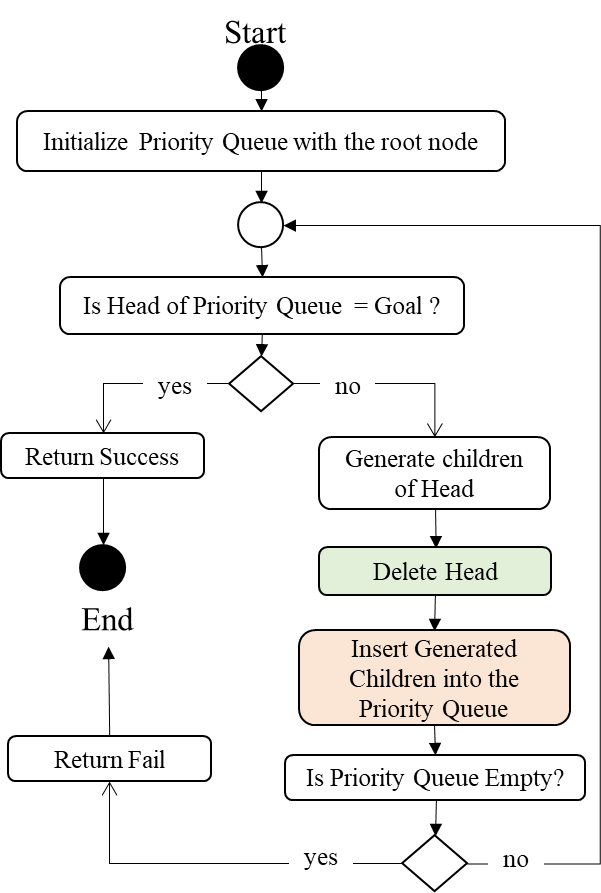 Start
Initialize Priority Queue with the root node
Is Head of Priority Queue = Goal ?
yes
no
Return Success
Generate children
of Head
Delete Head
End
Insert Generated
Children into the
Priority Queue
Return Fail
Is Priority Queue Empty?
yes
no